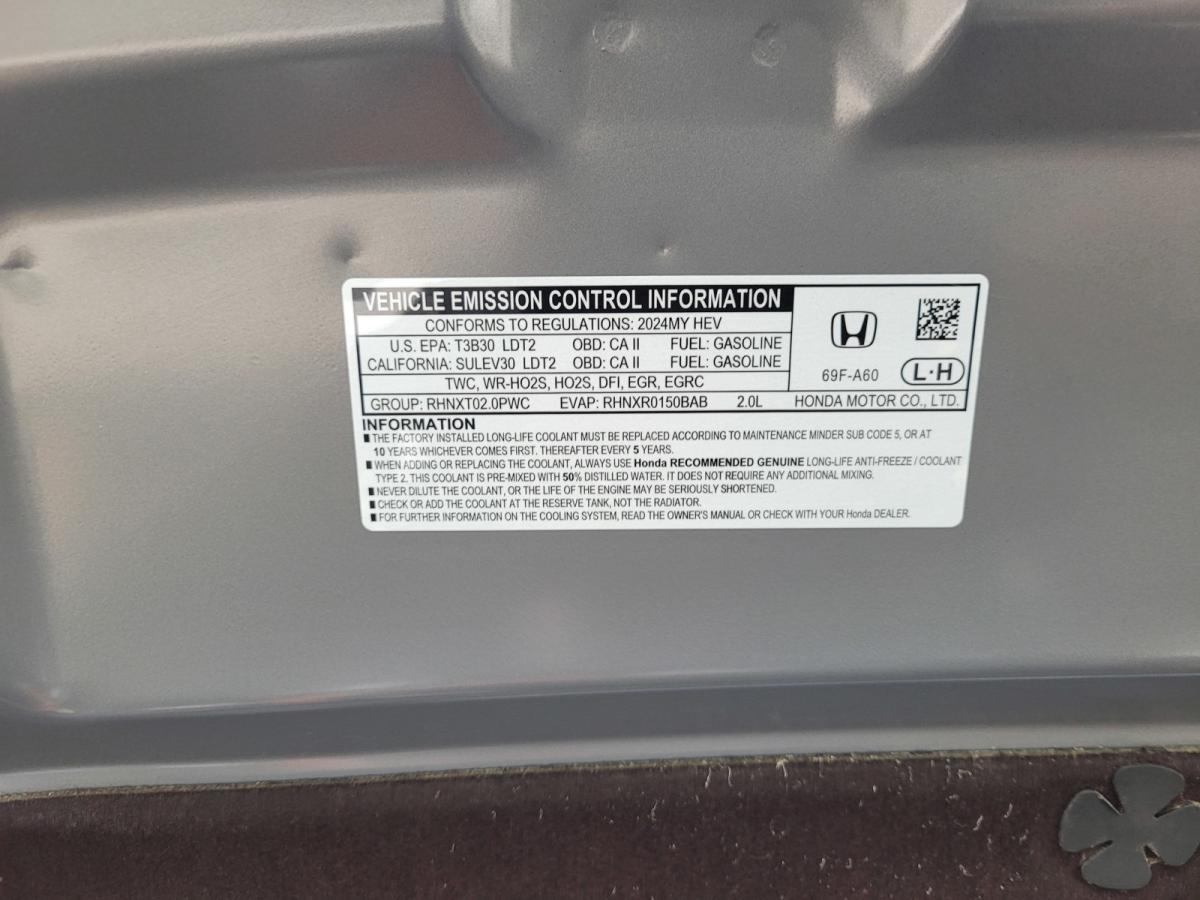 VEHICLE EMISSION CONTROL INFORMATION
CONFORMS TO REGULATIONS: 2024MY HEV
U.S. EPA: T3B30 LDT2 OBD: CA II FUEL: GASOLINE
CALIFORNIA: SULEV30 LDT2 OBD: CA II FUEL: GASOLINE
TWC, WR-HO2S, HO2S, DFI, EGR, EGRC
69F-A60 L·H
GROUP: RHNXT02.0PWC EVAP: RHNXR0150BAB 2.0L HONDA MOTOR CO., LTD.
INFORMATION
■ THE FACTORY INSTALLED LONG-LIFE COOLANT MUST BE REPLACED ACCORDING TO MAINTENANCE MINDER SUB CODE 5, OR AT
10 YEARS WHICHEVER COMES FIRST. THEREAFTER EVERY 5 YEARS.
■ WHEN ADDING OR REPLACING THE COOLANT, ALWAYS USE Honda RECOMMENDED GENUINE LONG-LIFE ANTI-FREEZE / COOLANT
TYPE 2. THIS COOLANT IS PRE-MIXED WITH 50% DISTILLED WATER. IT DOES NOT REQUIRE ANY ADDITIONAL MIXING.
■ NEVER DILUTE THE COOLANT, OR THE LIFE OF THE ENGINE MAY BE SERIOUSLY SHORTENED.
■ CHECK OR ADD THE COOLANT AT THE RESERVE TANK, NOT THE RADIATOR.
■ FOR FURTHER INFORMATION ON THE COOLING SYSTEM, READ THE OWNER'S MANUAL OR CHECK WITH YOUR Honda DEALER.